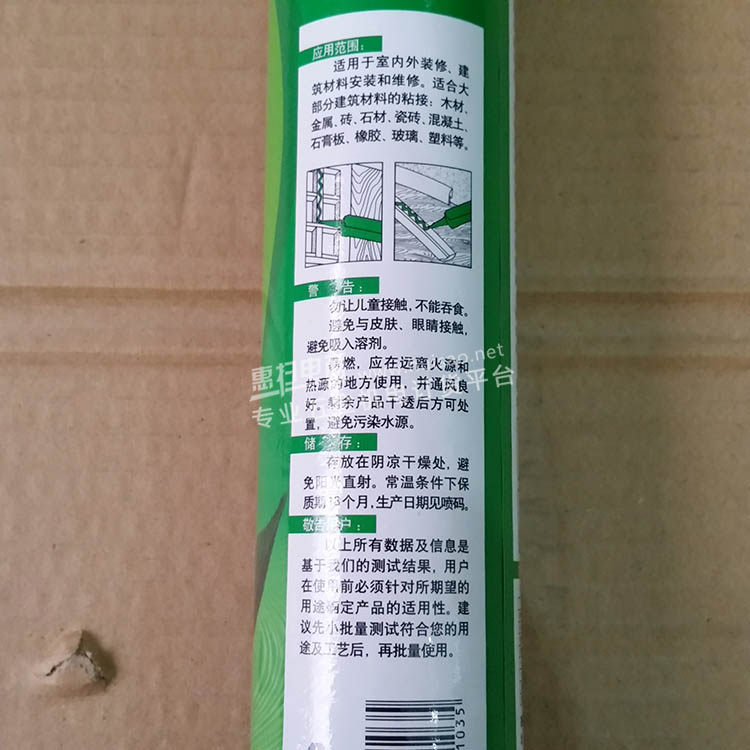 应用范围:
适用于室内外装修、建
筑材料安装和维修。适合大
部分建筑材料的粘接：木材、
金属、砖、石材、瓷砖、混凝土、
石膏板、橡胶、玻璃、塑料等。
警 告:
勿让儿童接触,不能吞食。
避免与皮肤、眼睛接触,
避免吸入溶剂。
易燃,应在远离火源和
热源的地方使用,并通风良
好。剩余产品干透后方可处
置,避免污染水源。
储 存:
存放在阴凉干燥处,避
免阳光直射。常温条件下保
质期18个月,生产日期见喷码。
敬告用户:
以上所有数据及信息是
基于我们的测试结果,用户
在使用前必须针对所期望的
用途确定产品的适用性。建
议先小批量测试符合您的用
途及工艺后,再批量使用。
1035